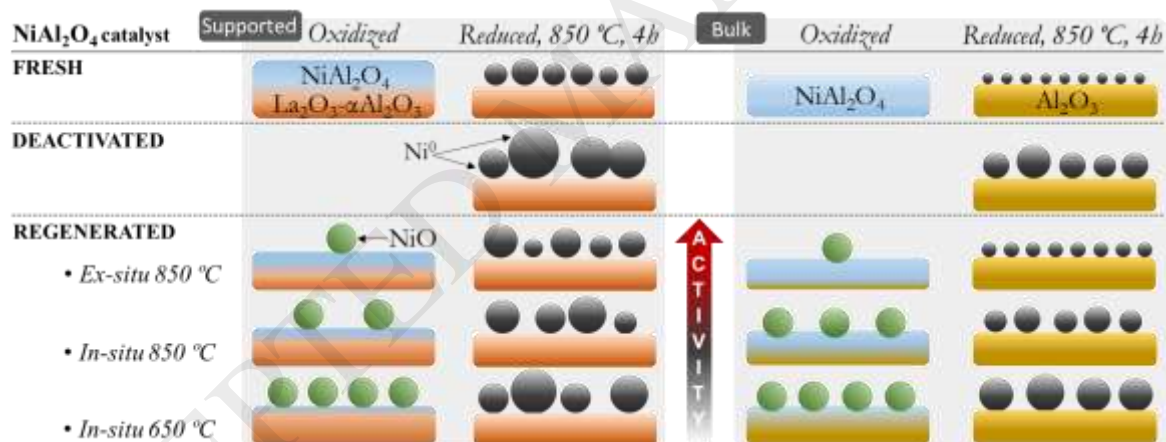 NiAl₂O₄ catalyst Supported Oxidized Reduced, 850 ºC, 4h Bulk Oxidized Reduced, 850 ºC, 4h
FRESH
NiAl₂O₄
La₂O₃-αAl₂O₃
NiAl₂O₄
Al₂O₃
DEACTIVATED
Ni⁰
REGENERATED
NiO
• Ex-situ 850 ºC
• In-situ 850 ºC
• In-situ 650 ºC
ACTIVITY